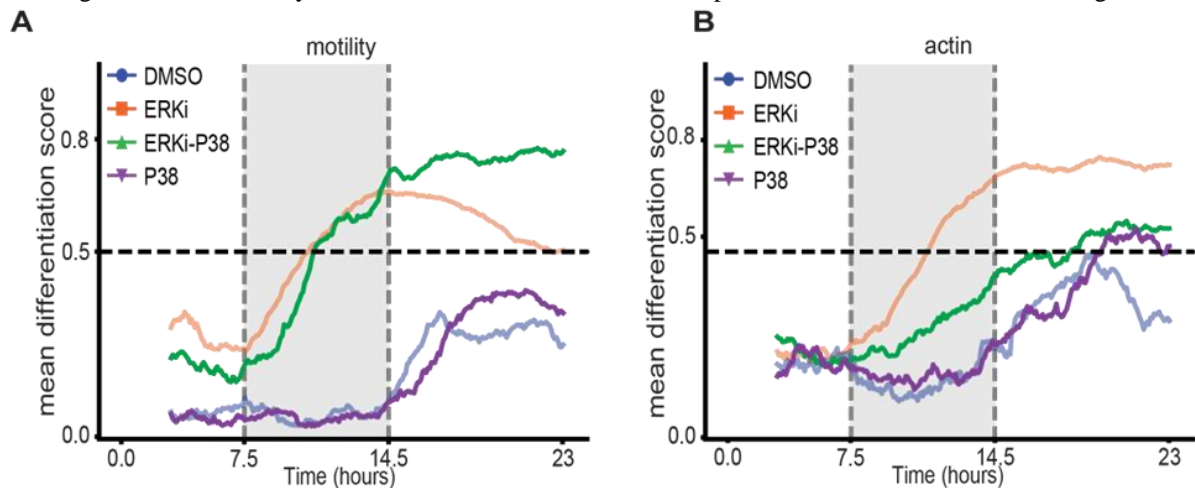 A
motility
DMSO
ERKi
ERKi-P38
P38
mean differentiation score
0.8
0.5
0.0
0.0 7.5 14.5 23
Time (hours)
B
actin
DMSO
ERKi
ERKi-P38
P38
mean differentiation score
0.8
0.5
0.0
0.0 7.5 14.5 23
Time (hours)